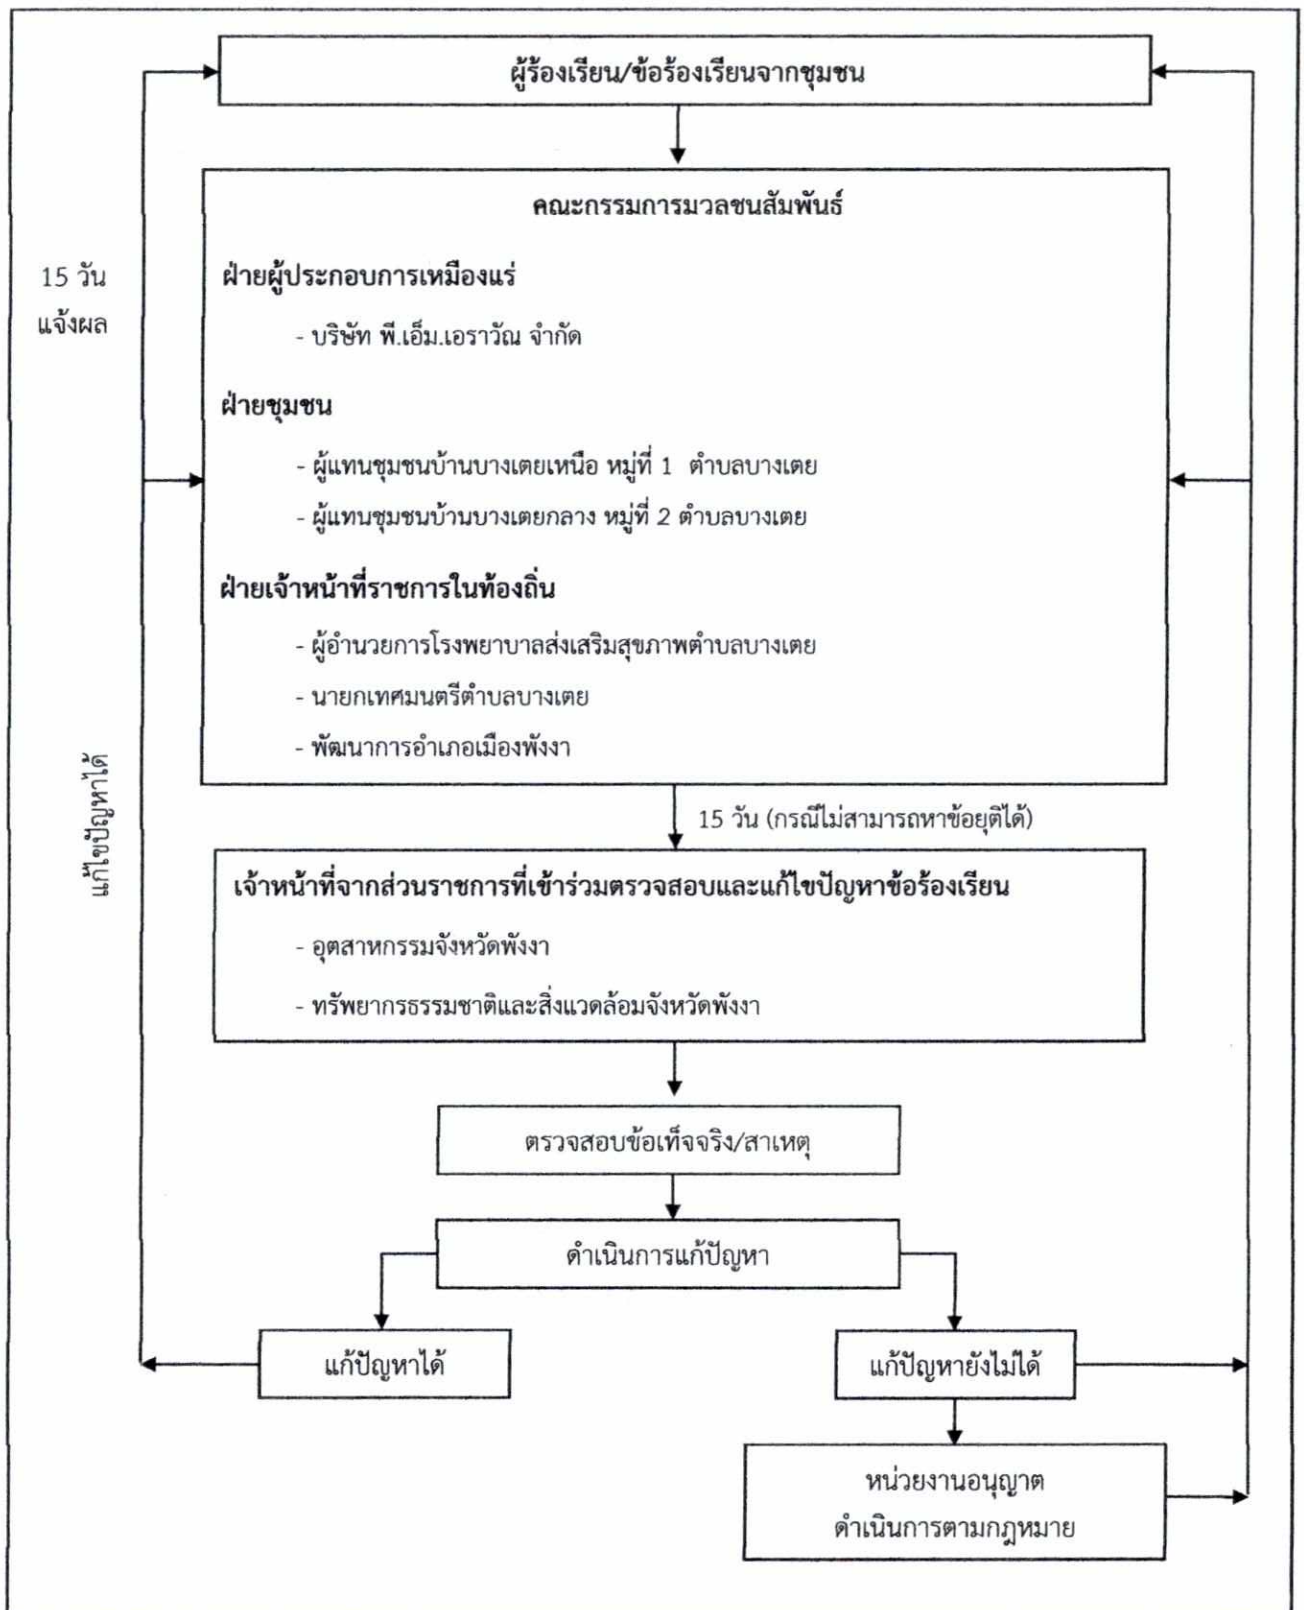 ผู้ร้องเรียน/ข้อร้องเรียนจากชุมชน
คณะกรรมการมวลชนสัมพันธ์
15 วัน
แจ้งผล
ฝ่ายผู้ประกอบการเหมืองแร่
- บริษัท พี.เอ็ม.เอราวัณ จำกัด
ฝ่ายชุมชน
- ผู้แทนชุมชนบ้านบางเตยเหนือ หมู่ที่ 1 ตำบลบางเตย
- ผู้แทนชุมชนบ้านบางเตยกลาง หมู่ที่ 2 ตำบลบางเตย
ฝ่ายเจ้าหน้าที่ราชการในท้องถิ่น
- ผู้อำนวยการโรงพยาบาลส่งเสริมสุขภาพตำบลบางเตย
- นายกเทศมนตรีตำบลบางเตย
- พัฒนาการอำเภอเมืองพังงา
แก้ไขปัญหาได้
15 วัน (กรณีไม่สามารถหาข้อยุติได้)
เจ้าหน้าที่จากส่วนราชการที่เข้าร่วมตรวจสอบและแก้ไขปัญหาข้อร้องเรียน
- อุตสาหกรรมจังหวัดพังงา
- ทรัพยากรธรรมชาติและสิ่งแวดล้อมจังหวัดพังงา
ตรวจสอบข้อเท็จจริง/สาเหตุ
ดำเนินการแก้ปัญหา
แก้ปัญหาได้
แก้ปัญหายังไม่ได้
หน่วยงานอนุญาต
ดำเนินการตามกฎหมาย